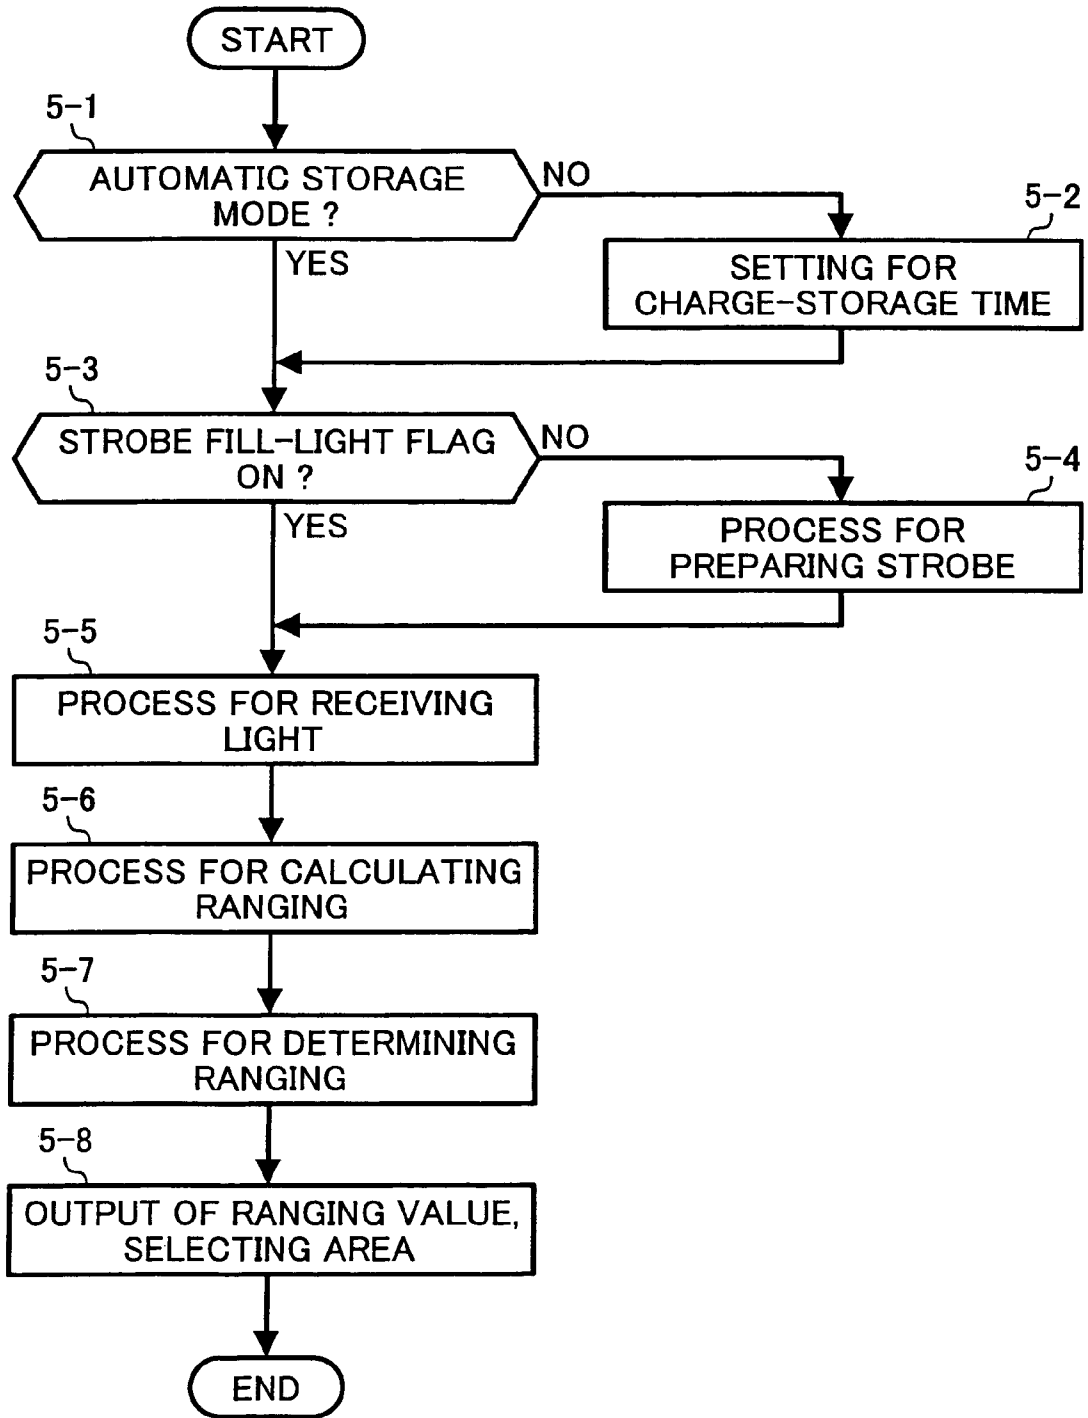 START
5-1
AUTOMATIC STORAGE
MODE ?
NO
YES
5-2
SETTING FOR
CHARGE-STORAGE TIME
5-3
STROBE FILL-LIGHT FLAG
ON ?
NO
YES
5-4
PROCESS FOR
PREPARING STROBE
5-5
PROCESS FOR RECEIVING
LIGHT
5-6
PROCESS FOR CALCULATING
RANGING
5-7
PROCESS FOR DETERMINING
RANGING
5-8
OUTPUT OF RANGING VALUE,
SELECTING AREA
END